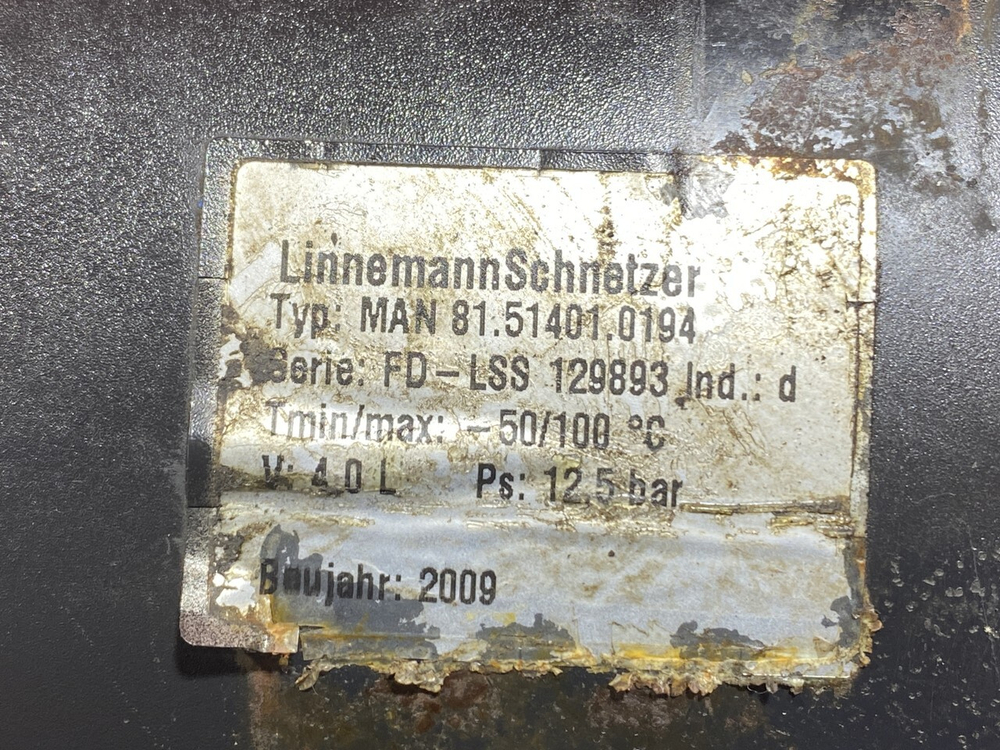 LinnemannSchnetzer
Typ: MAN 81.51401.0194
Serie: FD-LSS 129893 Ind.: d
Tmin/max: -50/100 °C
V: 4.0 L Ps: 12,5 bar
Baujahr: 2009